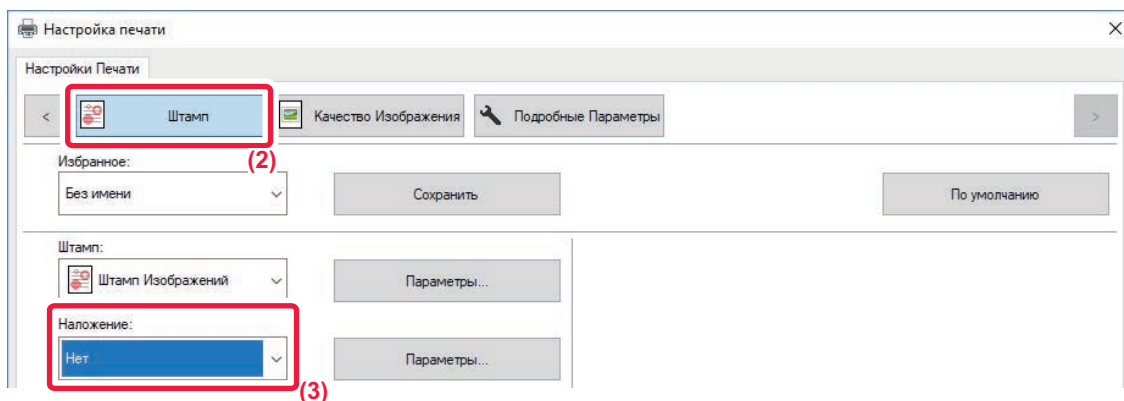 Настройка печати
Настройки Печати
< Штамп Качество Изображения Подробные Параметры >
(2)
Избранное:
Без имени Сохранить По умолчанию
Штамп:
Штамп Изображений Параметры...
Наложение:
Нет Параметры...
(3)